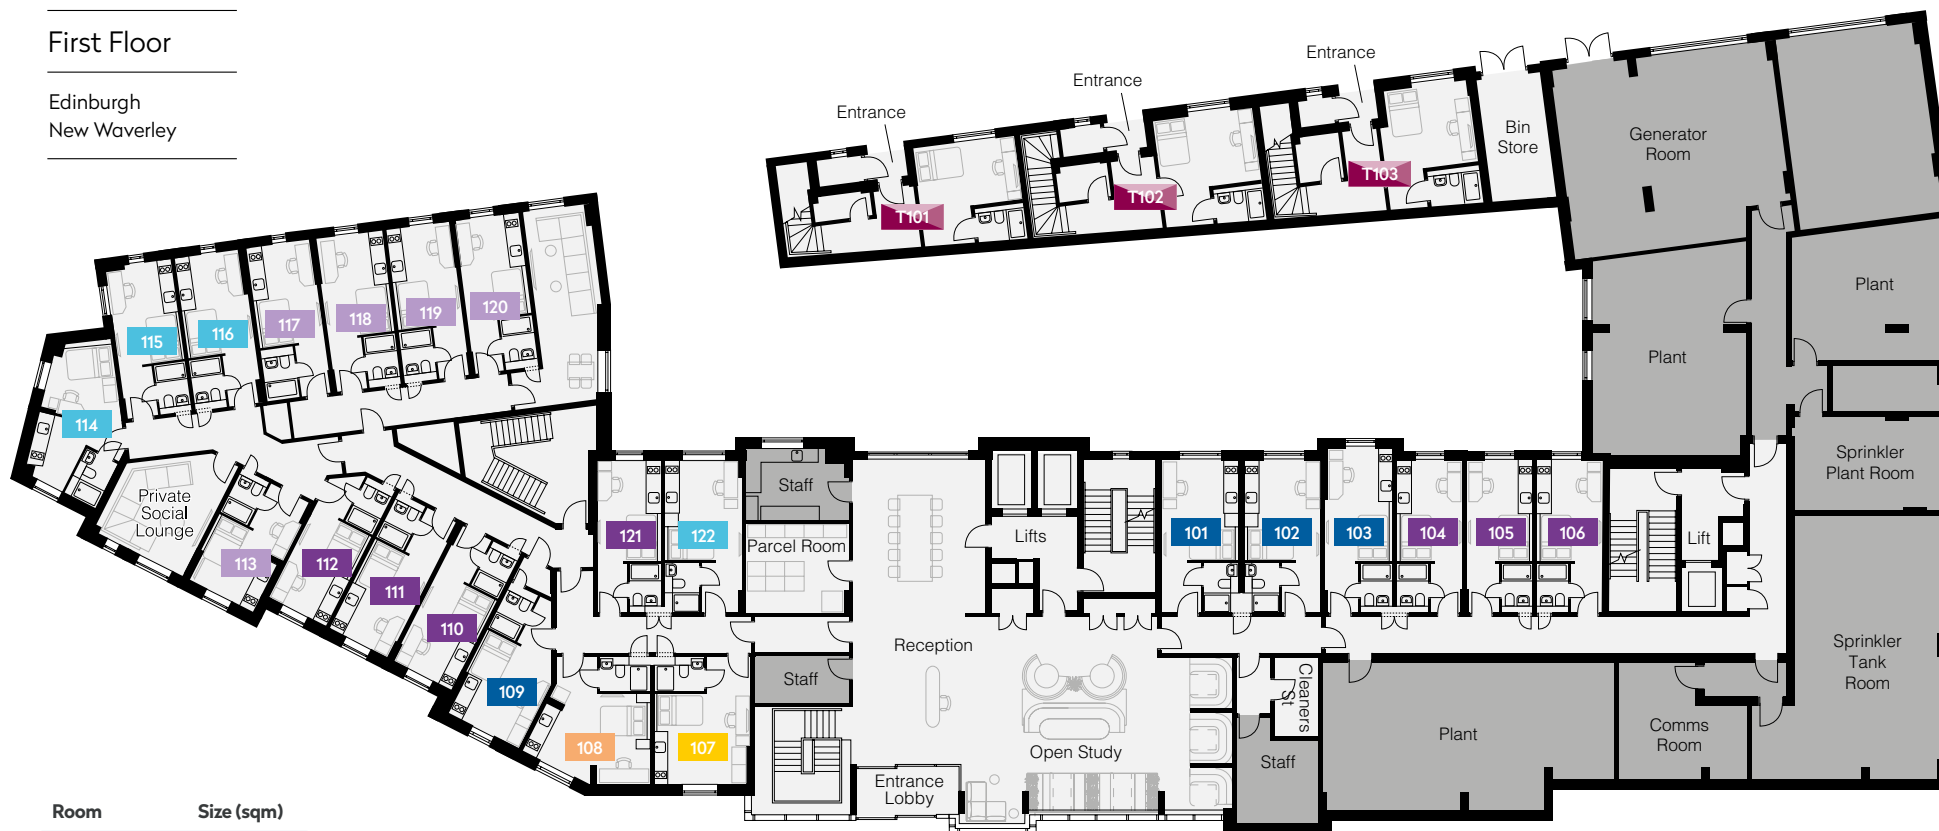 First Floor
Edinburgh
New Waverley
Entrance
Entrance
Entrance
T101
T102
T103
Bin
Store
Generator
Room
Plant
Plant
Sprinkler
Plant Room
Sprinkler
Tank
Room
115
116
117
118
119
120
114
Private
Social
Lounge
113
112
111
110
109
108
107
121
122
Staff
Parcel Room
Staff
Reception
Lifts
Entrance
Lobby
Open Study
101
102
103
104
105
106
Lift
Cleaners
St
Staff
Plant
Comms
Room
Room Size (sqm)